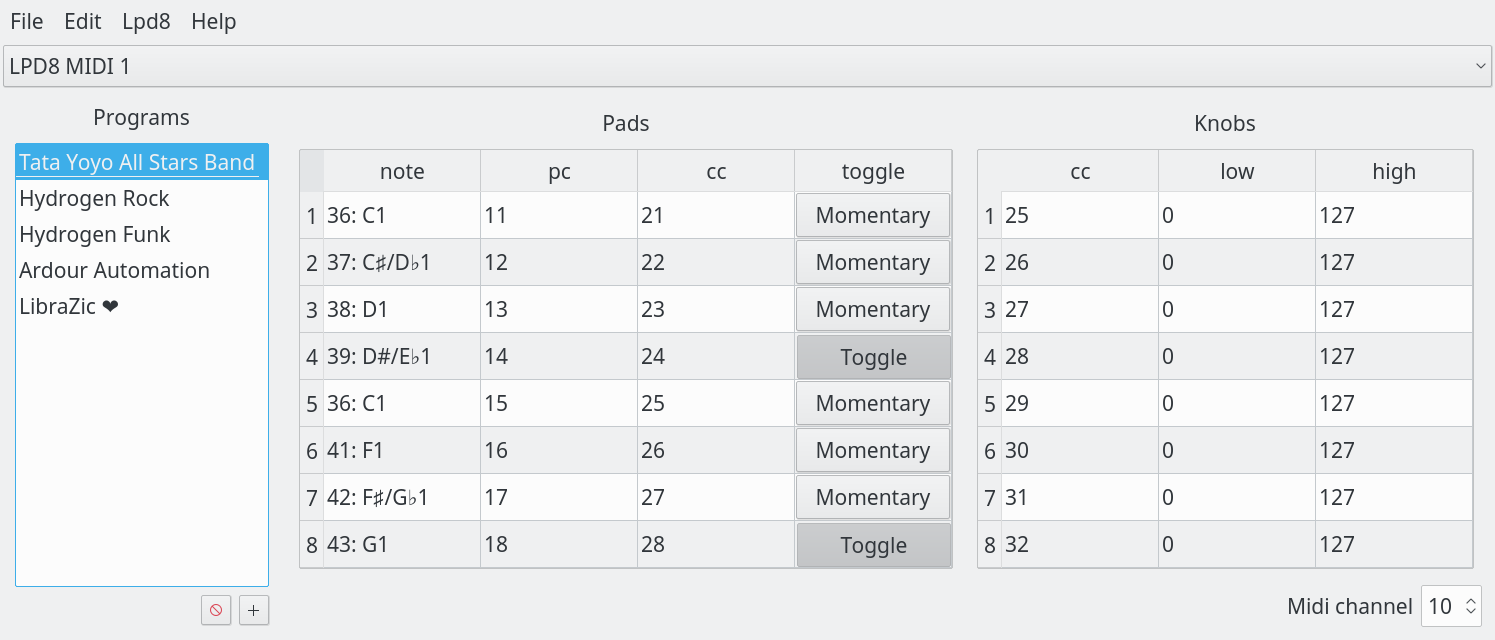 File Edit Lpd8 Help
LPD8 MIDI 1
Programs
Tata Yoyo All Stars Band
Hydrogen Rock
Hydrogen Funk
Ardour Automation
LibraZic ❤
Pads
note pc cc toggle
1 36: C1 11 21 Momentary
2 37: C♯/D♭1 12 22 Momentary
3 38: D1 13 23 Momentary
4 39: D#/E♭1 14 24 Toggle
5 36: C1 15 25 Momentary
6 41: F1 16 26 Momentary
7 42: F♯/G♭1 17 27 Momentary
8 43: G1 18 28 Toggle
Knobs
cc low high
1 25 0 127
2 26 0 127
3 27 0 127
4 28 0 127
5 29 0 127
6 30 0 127
7 31 0 127
8 32 0 127
Midi channel 10